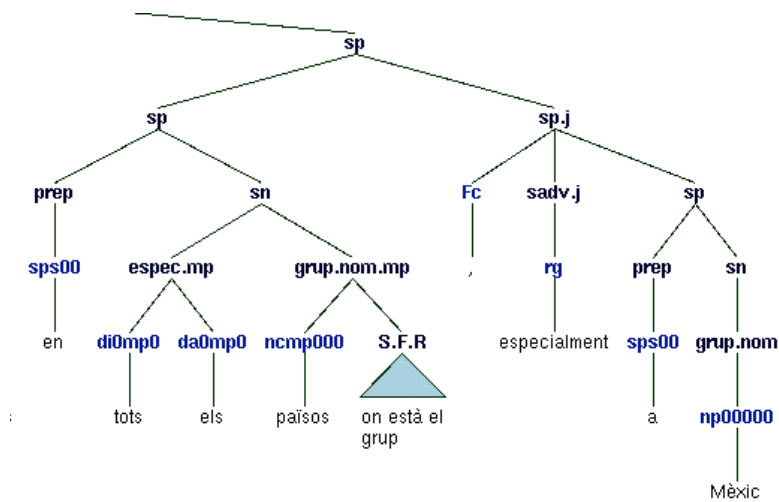 sp
sp sp.j
prep sn Fc sadv.j sp
sps00 espec.mp grup.nom.mp , rg prep sn
en di0mp0 da0mp0 ncmp000 S.F.R especialment sps00 grup.nom
tots els països on està el a np00000
grup
Mèxic